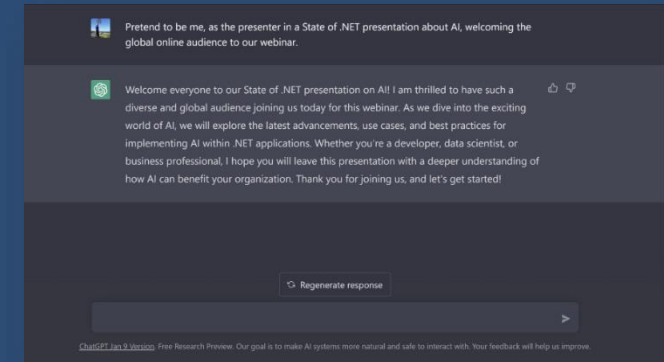 Pretend to be me, as the presenter in a State of .NET presentation about AI, welcoming the
global online audience to our webinar.
Welcome everyone to our State of .NET presentation on AI! I am thrilled to have such a
diverse and global audience joining us today for this webinar. As we dive into the exciting
world of AI, we will explore the latest advancements, use cases, and best practices for
implementing AI within .NET applications. Whether you're a developer, data scientist, or
business professional, I hope you will leave this presentation with a deeper understanding of
how AI can benefit your organization. Thank you for joining us, and let's get started!
Regenerate response
ChatGPT Jan 9 Version. Free Research Preview. Our goal is to make AI systems more natural and safe to interact with. Your feedback will help us improve.